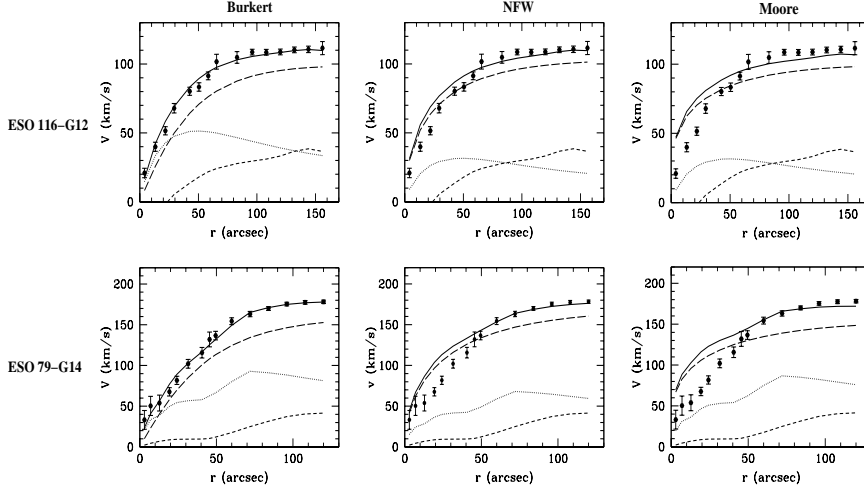 Burkert NFW Moore
ESO 116–G12
V (km/s) V (km/s) V (km/s)
100 100 100
50 50 50
0 0 0
0 50 100 150 0 50 100 150 0 50 100 150
r (arcsec) r (arcsec) r (arcsec)
ESO 79–G14
V (km/s) v (km/s) V (km/s)
200 200 200
150 150 150
100 100 100
50 50 50
0 0 0
0 50 100 0 50 100 0 50 100
r (arcsec) r (arcsec) r (arcsec)